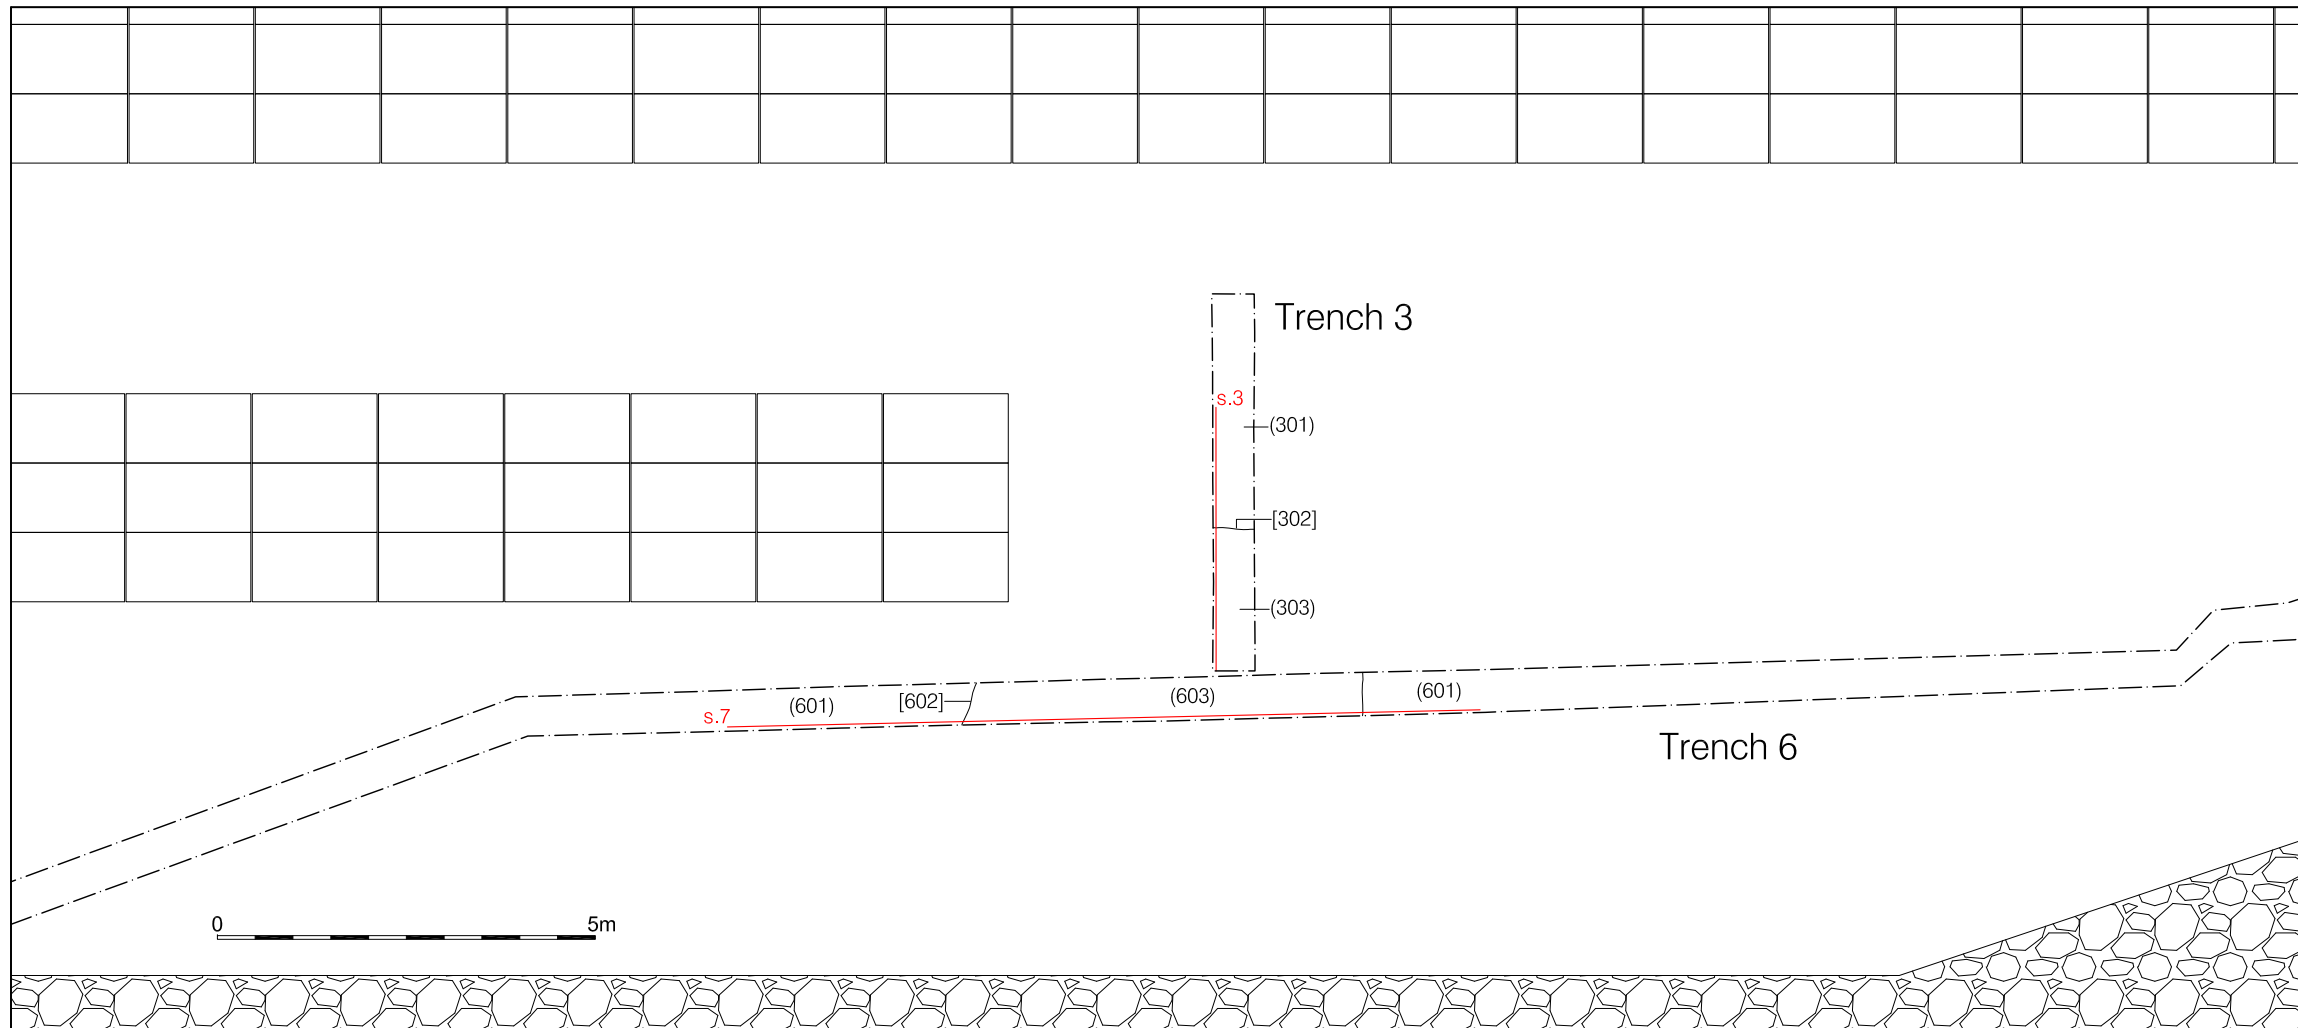 Trench 3
s.3
(301)
[302]
(303)
(601)
[602]
(603)
(601)
s.7
Trench 6
0 5m